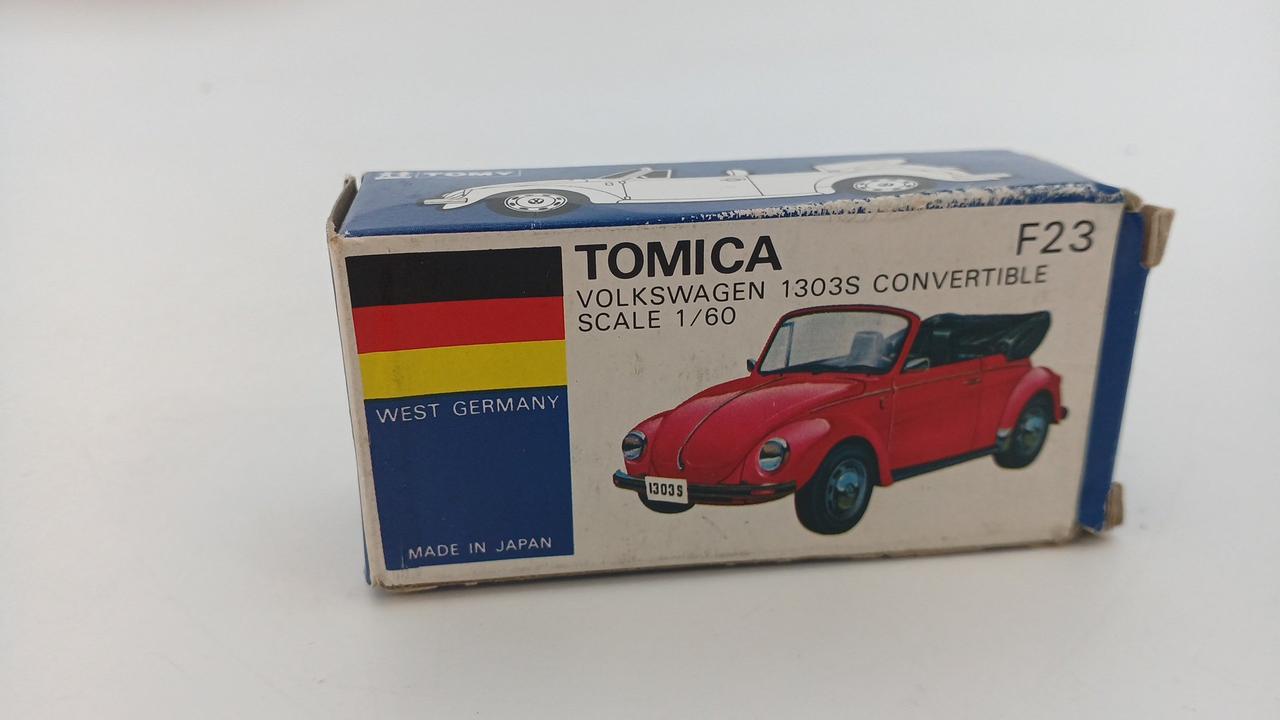 TOMY
TOMICA
F23
VOLKSWAGEN 1303S CONVERTIBLE
SCALE 1/60
WEST GERMANY
1303S
MADE IN JAPAN